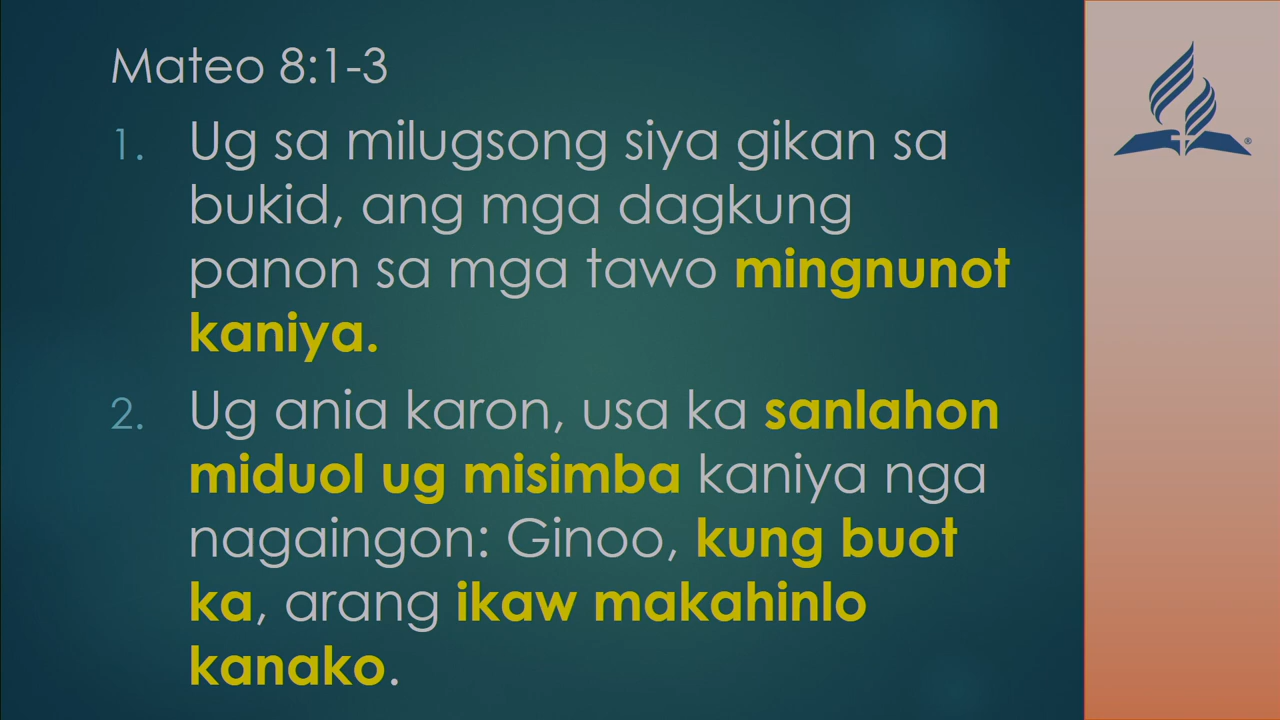 Mateo 8:1-3
1. Ug sa milugsong siya gikan sa
bukid, ang mga dagkung
panon sa mga tawo mingnunot
kaniya.
2. Ug ania karon, usa ka sanlahon
miduol ug misimba kaniya nga
nagaingon: Ginoo, kung buot
ka, arang ikaw makahinlo
kanako.
®